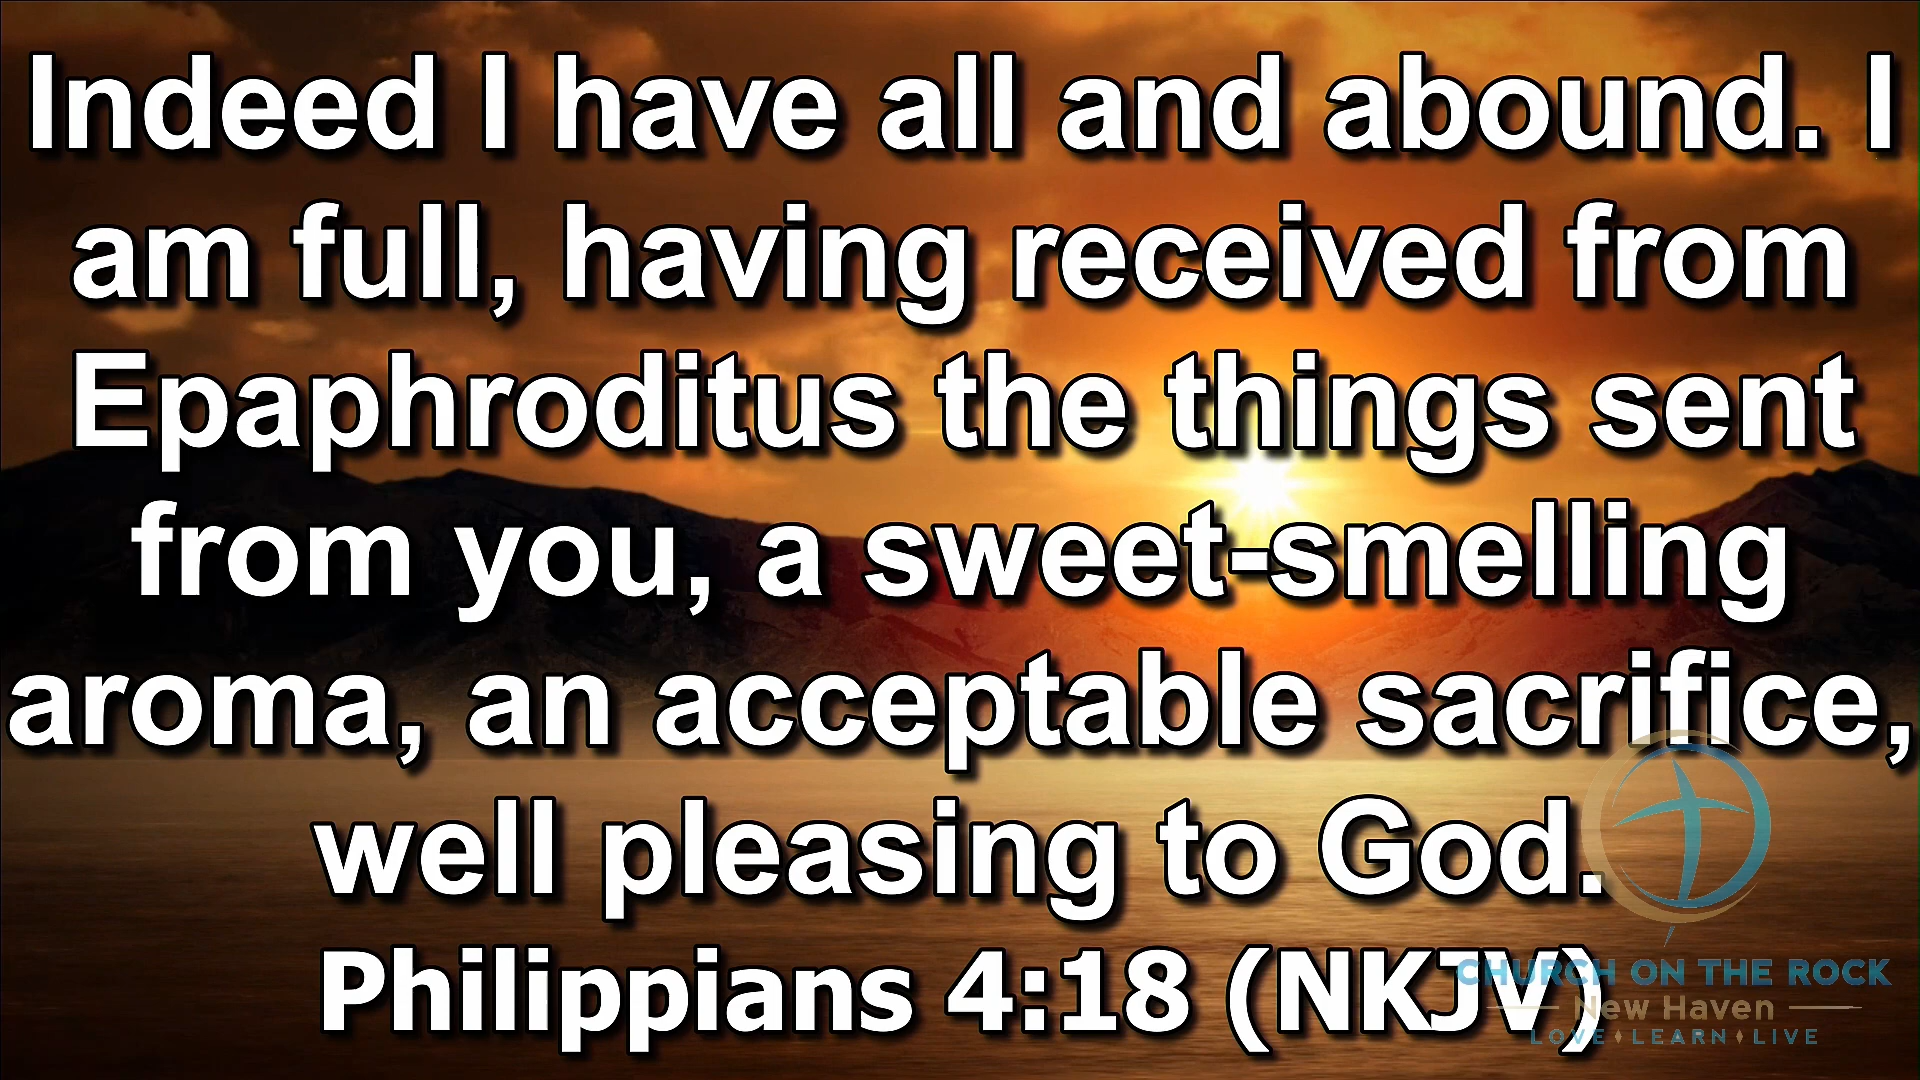 Indeed I have all and abound. I
am full, having received from
Epaphroditus the things sent
from you, a sweet-smelling
aroma, an acceptable sacrifice,
well pleasing to God.
Philippians 4:18 (NKJV)
CHURCH ON THE ROCK
New Haven
LOVE LEARN LIVE